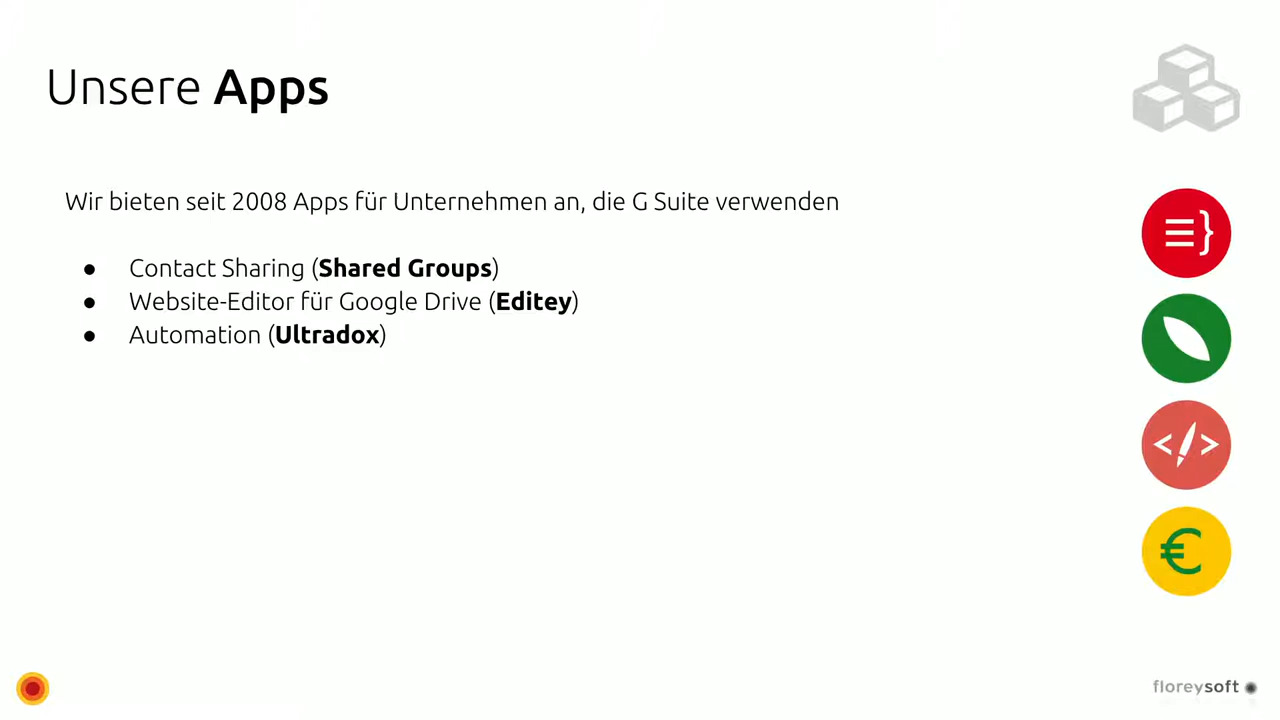 Unsere Apps
Wir bieten seit 2008 Apps für Unternehmen an, die G Suite verwenden
● Contact Sharing (Shared Groups)
● Website-Editor für Google Drive (Editey)
● Automation (Ultradox)
floreysoft